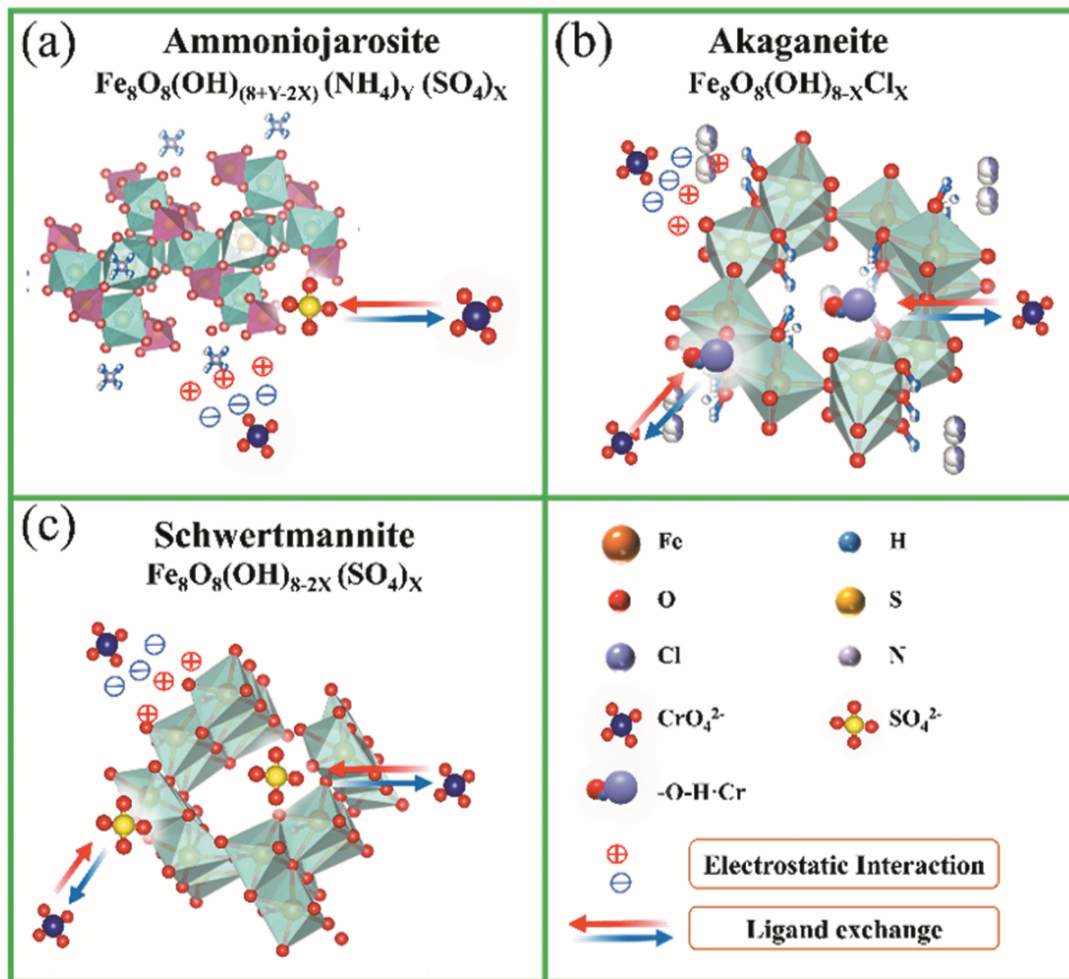 (a)
Ammoniojarosite
Fe₈O₈(OH)₍₈₊Y₋₂X₎(NH₄)Y(SO₄)X
(b)
Akaganeite
Fe₈O₈(OH)₈₋XClX
(c)
Schwertmannite
Fe₈O₈(OH)₈₋₂X(SO₄)X
Fe
H
O
S
Cl
N
CrO₄²⁻
SO₄²⁻
-O-H·Cr
Electrostatic Interaction
Ligand exchange